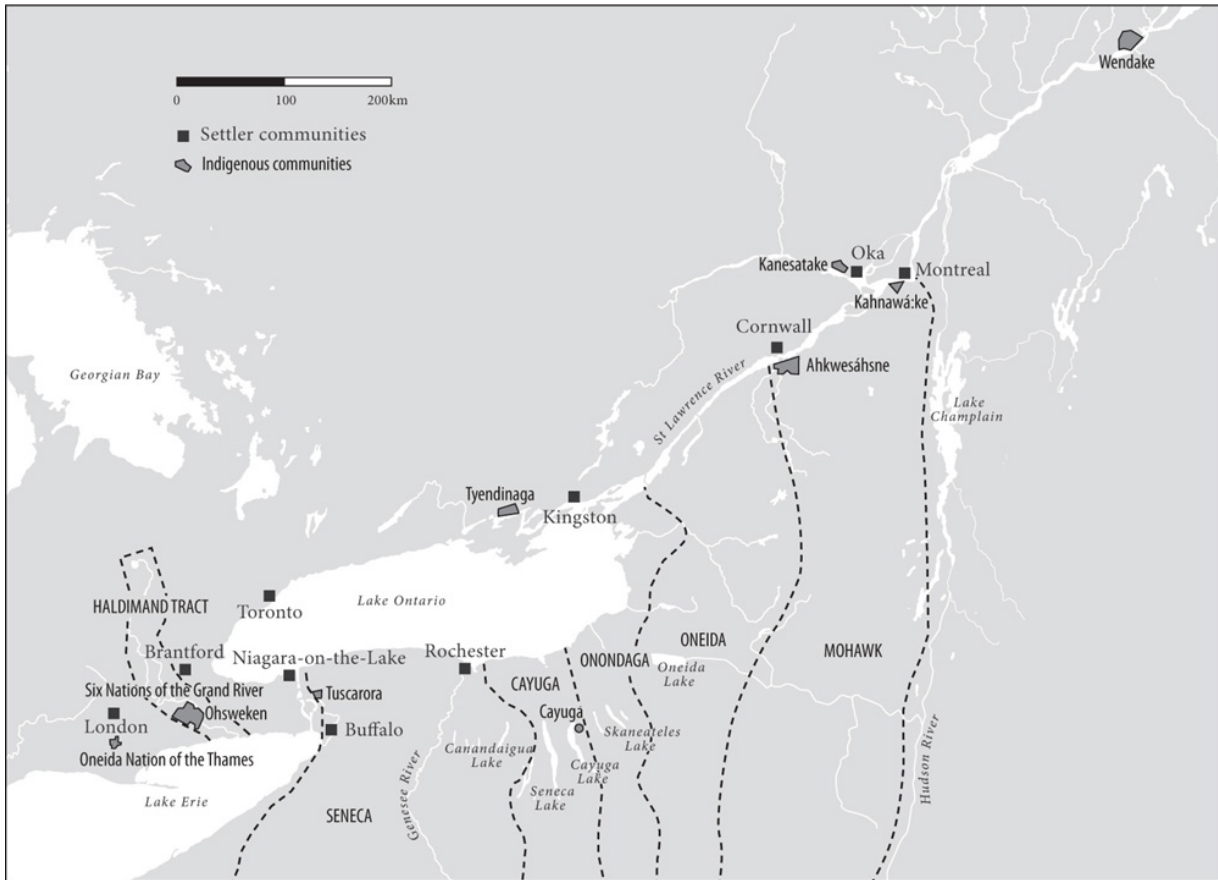 Wendake
0 100 200km
Settler communities
Indigenous communities
Kanesatake
Oka
Montreal
Kahnawá:ke
Cornwall
Ahkwesáhsne
Georgian Bay
St Lawrence River
Lake
Champlain
Tyendinaga
Kingston
HALDIMAND TRACT
Toronto
Lake Ontario
Brantford
Niagara-on-the-Lake
Rochester
ONONDAGA
ONEIDA
Oneida
Lake
MOHAWK
Six Nations of the Grand River
Ohsweken
Tuscarora
CAYUGA
Cayuga
London
Buffalo
Skaneateles
Lake
Oneida Nation of the Thames
Canandaigua
Lake
Cayuga
Lake
Seneca
Lake
Genesee River
Hudson River
Lake Erie
SENECA